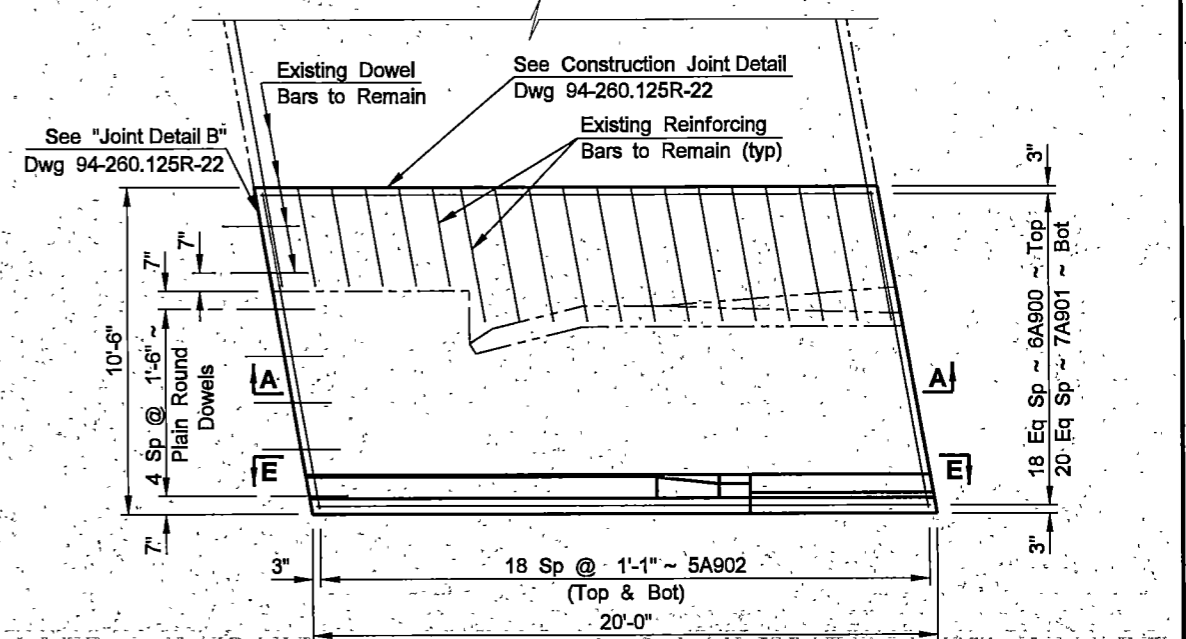 Existing Dowel
Bars to Remain
See Construction Joint Detail
Dwg 94-260.125R-22
Existing Reinforcing
Bars to Remain (typ)
See "Joint Detail B"
Dwg 94-260.125R-22
3"
7"
7"
10'-6"
4 Sp @ 1'-6" ~
Plain Round
Dowels
7"
A
A
E
E
18 Eq Sp ~ 6A900 ~ Top
20 Eq Sp ~ 7A901 ~ Bot
3"
3"
18 Sp @ 1'-1" ~ 5A902
(Top & Bot)
20'-0"